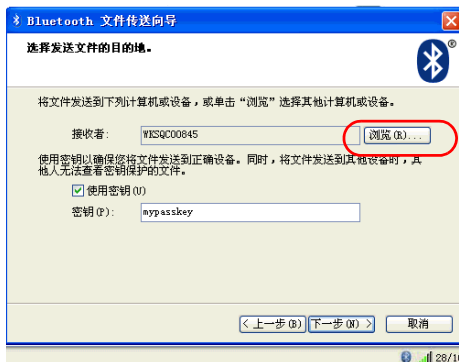 Bluetooth 文件传送向导
选择发送文件的目的地。
将文件发送到下列计算机或设备，或单击“浏览”选择其他计算机或设备。
接收者： WKSQC00845 浏览(R)...
使用密钥以确保您将文件发送到正确设备。同时，将文件发送到其他设备时，其
他人无法查看密钥保护的文件。
使用密钥(U)
密钥(P)： mypasskey
< 上一步(B) 下一步(N) > 取消